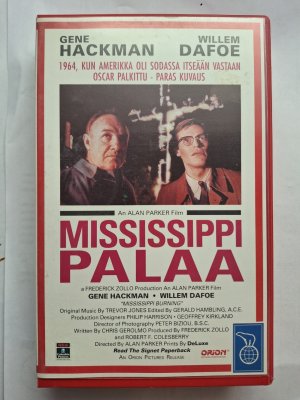 GENE HACKMAN
WILLEM DAFOE
1964, KUN AMERIKKA OLI SODASSA ITSEÄÄN VASTAAN
OSCAR PALKITTU - PARAS KUVAUS
An ALAN PARKER Film
MISSISSIPPI
PALAA
a FREDERICK ZOLLO Production An ALAN PARKER Film
GENE HACKMAN • WILLEM DAFOE
"MISSISSIPPI BURNING"
Original Music By TREVOR JONES Edited By GERALD HAMBLING, A.C.E.
Production Designers PHILIP HARRISON • GEOFFREY KIRKLAND
Director of Photography PETER BIZIOU, B.S.C.
Written By CHRIS GEROLMO Produced By FREDERICK ZOLLO
and ROBERT F. COLESBERRY
Directed By ALAN PARKER Prints By DeLuxe
Read The Signet Paperback
ORION
AN ORION PICTURES RELEASE